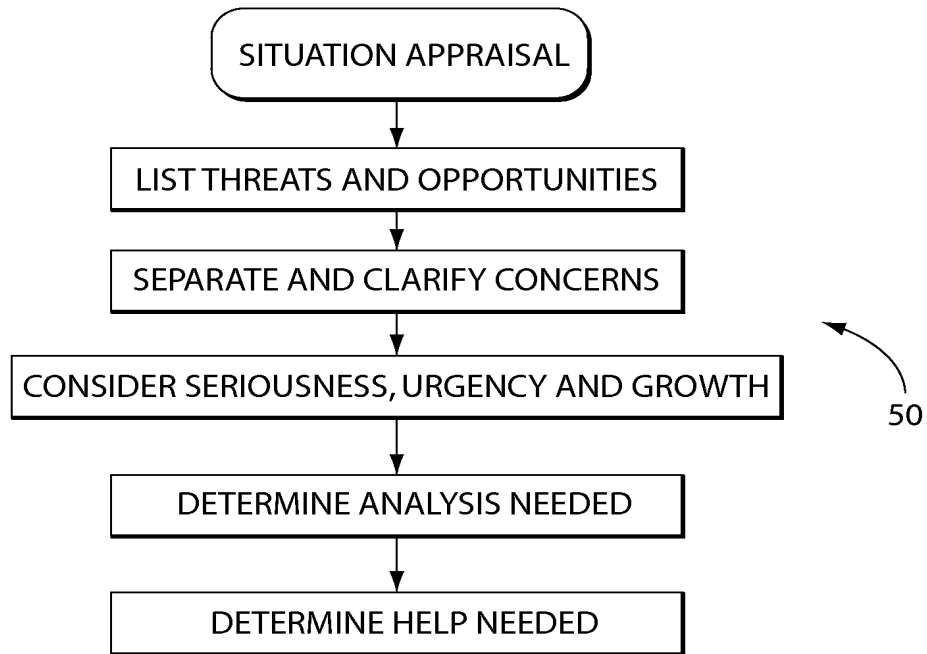 SITUATION APPRAISAL
LIST THREATS AND OPPORTUNITIES
SEPARATE AND CLARIFY CONCERNS
CONSIDER SERIOUSNESS, URGENCY AND GROWTH
50
DETERMINE ANALYSIS NEEDED
DETERMINE HELP NEEDED